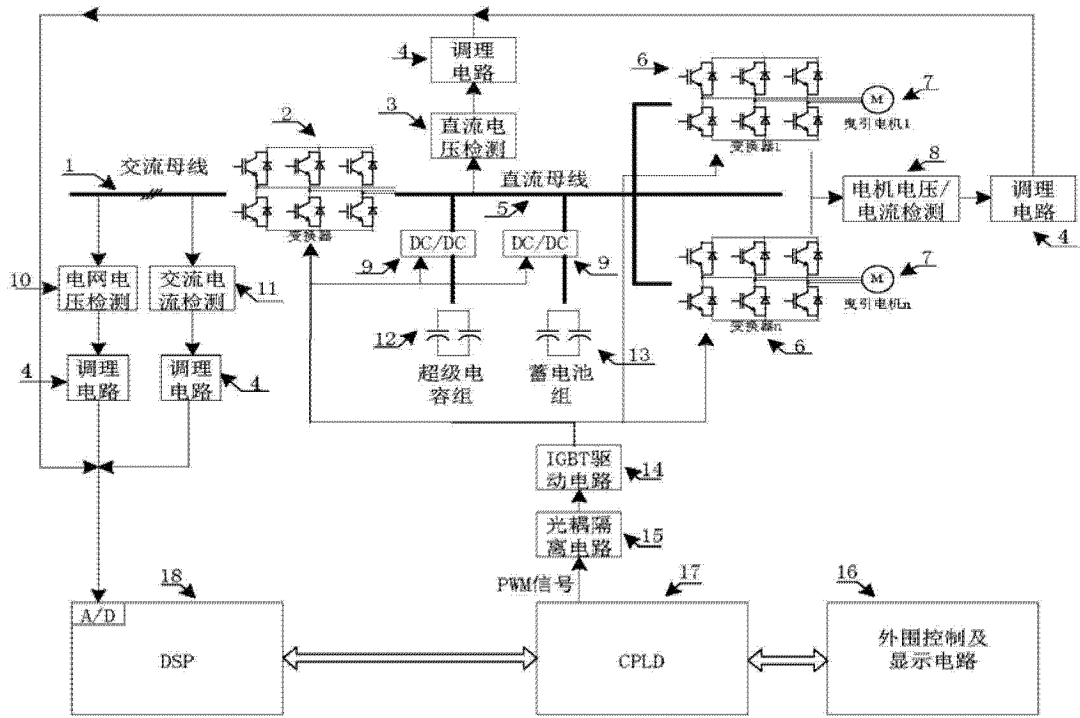 4
调理
电路
3
直流电
压检测
2
1
交流母线
变换器
直流母线
5
6
变换器1
M
7
曳引电机1
8
电机电压/
电流检测
调理
电路
4
DC/DC
9
DC/DC
9
10
电网电
压检测
交流电
流检测
11
变换器n
6
M
7
曳引电机n
12
超级电
容组
13
蓄电池
组
4
调理
电路
调理
电路
4
IGBT驱
动电路
14
光耦隔
离电路
15
PWM信号
18
A/D
DSP
17
CPLD
16
外围控制及
显示电路